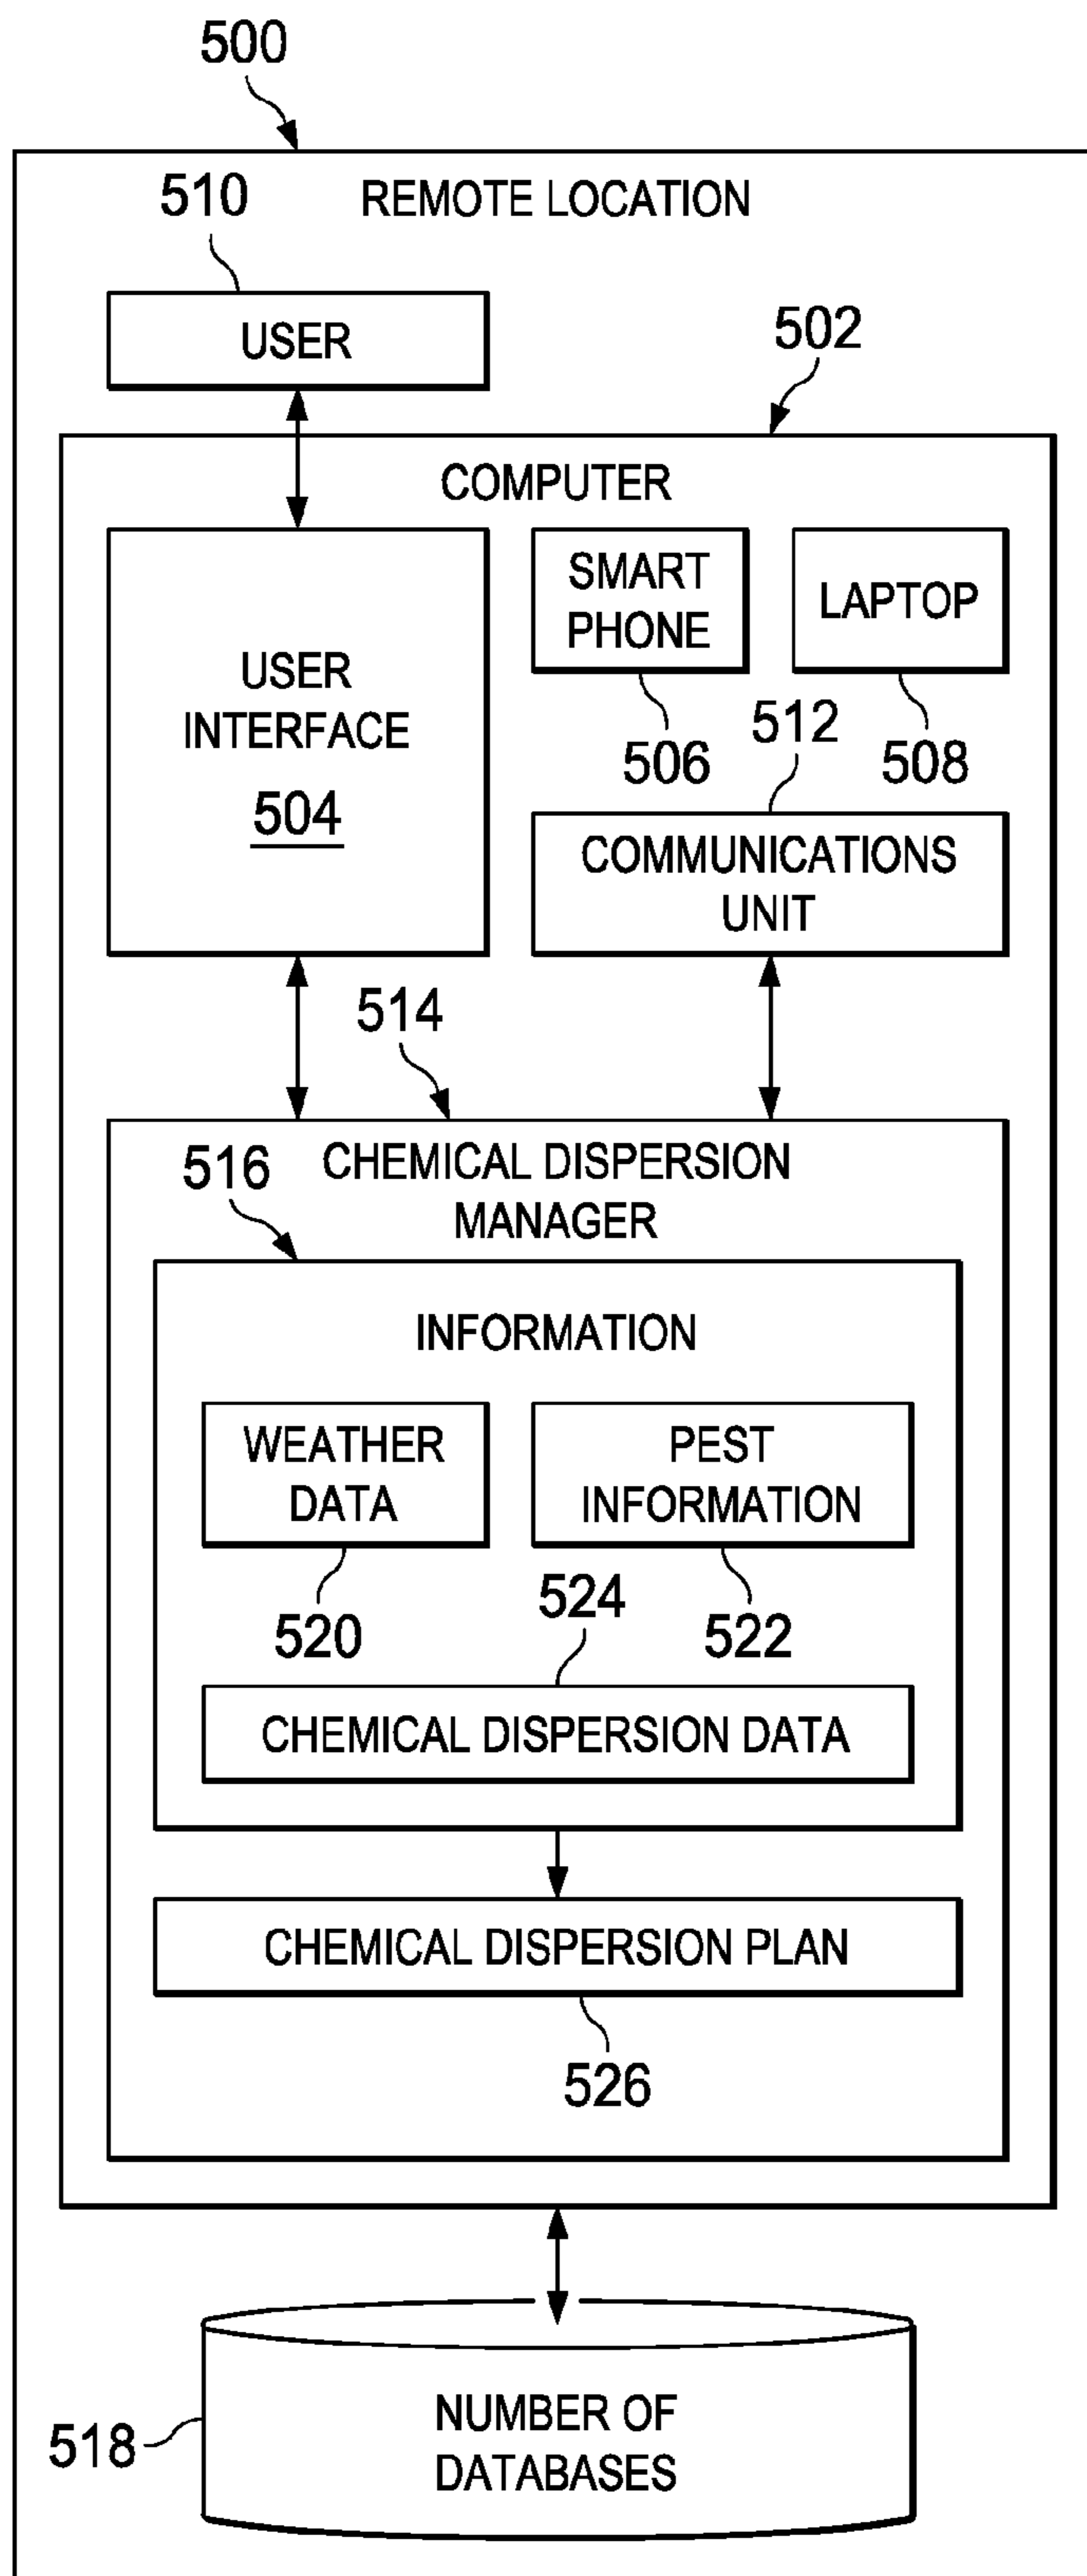 500
REMOTE LOCATION
510
USER
502
COMPUTER
USER
INTERFACE
504
SMART
PHONE
506
LAPTOP
508
512
COMMUNICATIONS
UNIT
514
CHEMICAL DISPERSION
MANAGER
516
INFORMATION
WEATHER
DATA
520
PEST
INFORMATION
522
524
CHEMICAL DISPERSION DATA
CHEMICAL DISPERSION PLAN
526
518
NUMBER OF
DATABASES